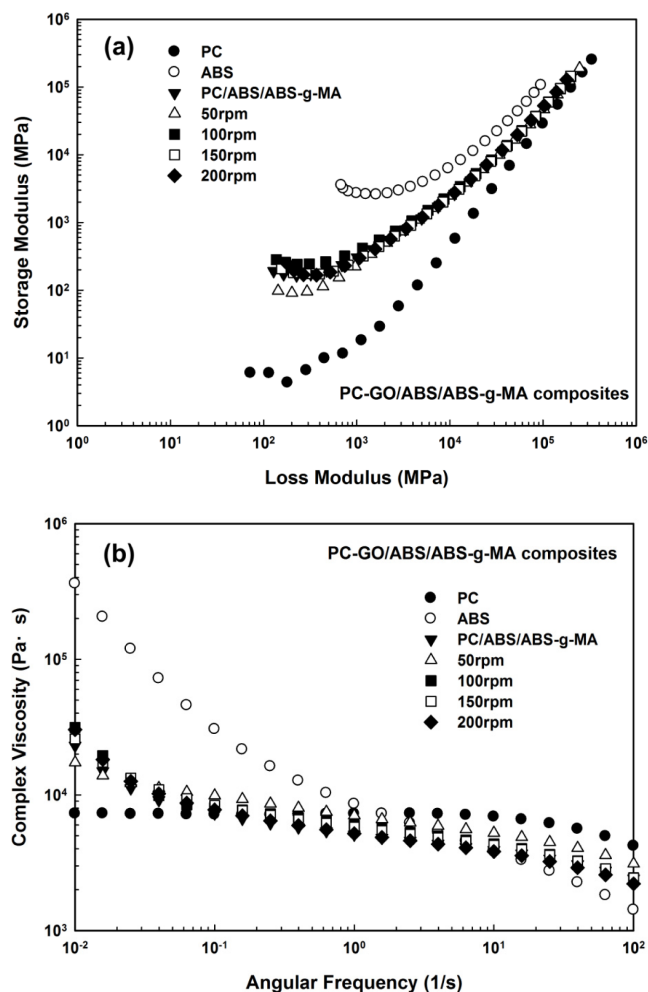 (a)
PC
ABS
PC/ABS/ABS-g-MA
50rpm
100rpm
150rpm
200rpm
PC-GO/ABS/ABS-g-MA composites
Storage Modulus (MPa)
10⁶
10⁵
10⁴
10³
10²
10¹
10⁰
10⁰ 10¹ 10² 10³ 10⁴ 10⁵ 10⁶
Loss Modulus (MPa)
(b)
PC-GO/ABS/ABS-g-MA composites
PC
ABS
PC/ABS/ABS-g-MA
50rpm
100rpm
150rpm
200rpm
Complex Viscosity (Pa· s)
10⁶
10⁵
10⁴
10³
10⁻² 10⁻¹ 10⁰ 10¹ 10²
Angular Frequency (1/s)